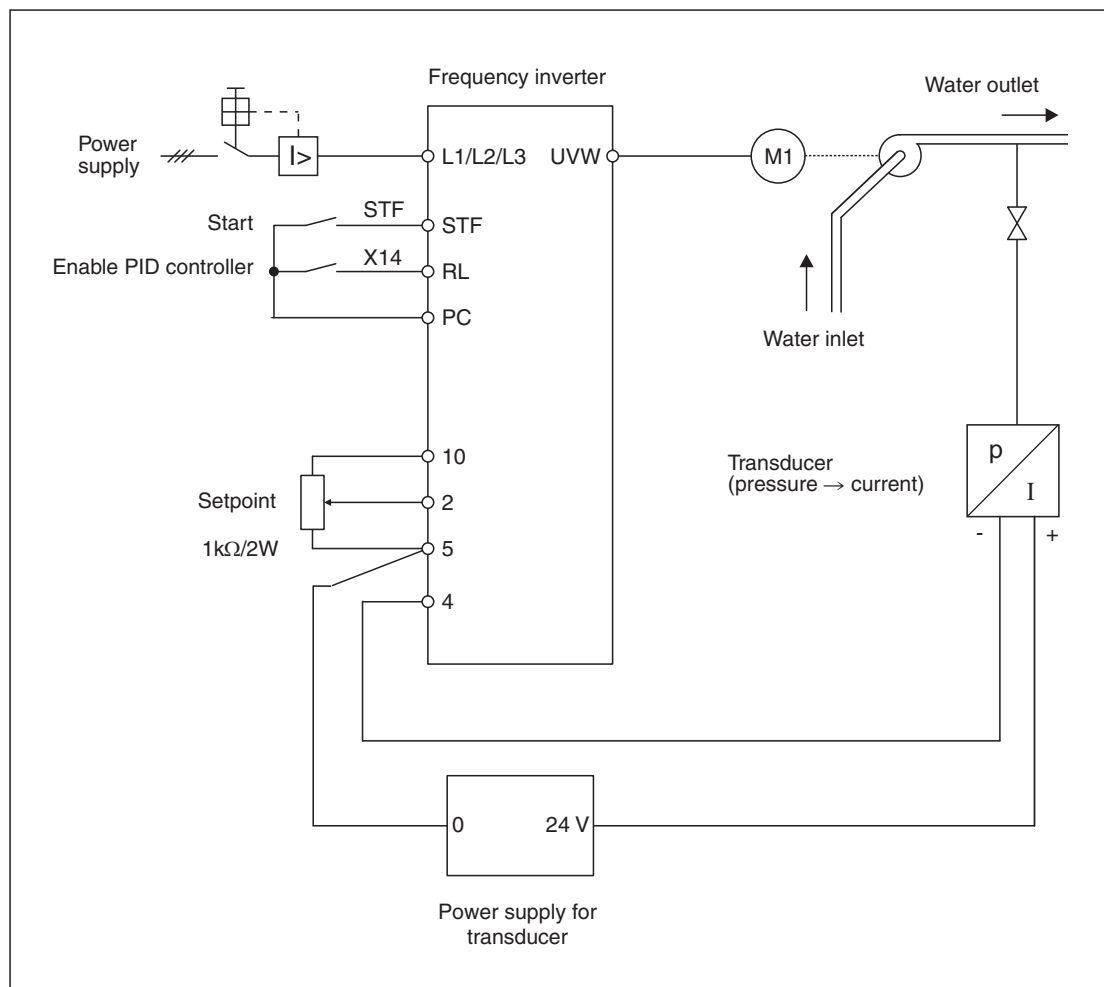 Frequency inverter
Water outlet
Power
supply
I>
L1/L2/L3
UVW
M1
Start
STF
STF
Enable PID controller
X14
RL
PC
Water inlet
10
Setpoint
2
1kΩ/2W
5
4
Transducer
(pressure → current)
p
I
-
+
0
24 V
Power supply for
transducer